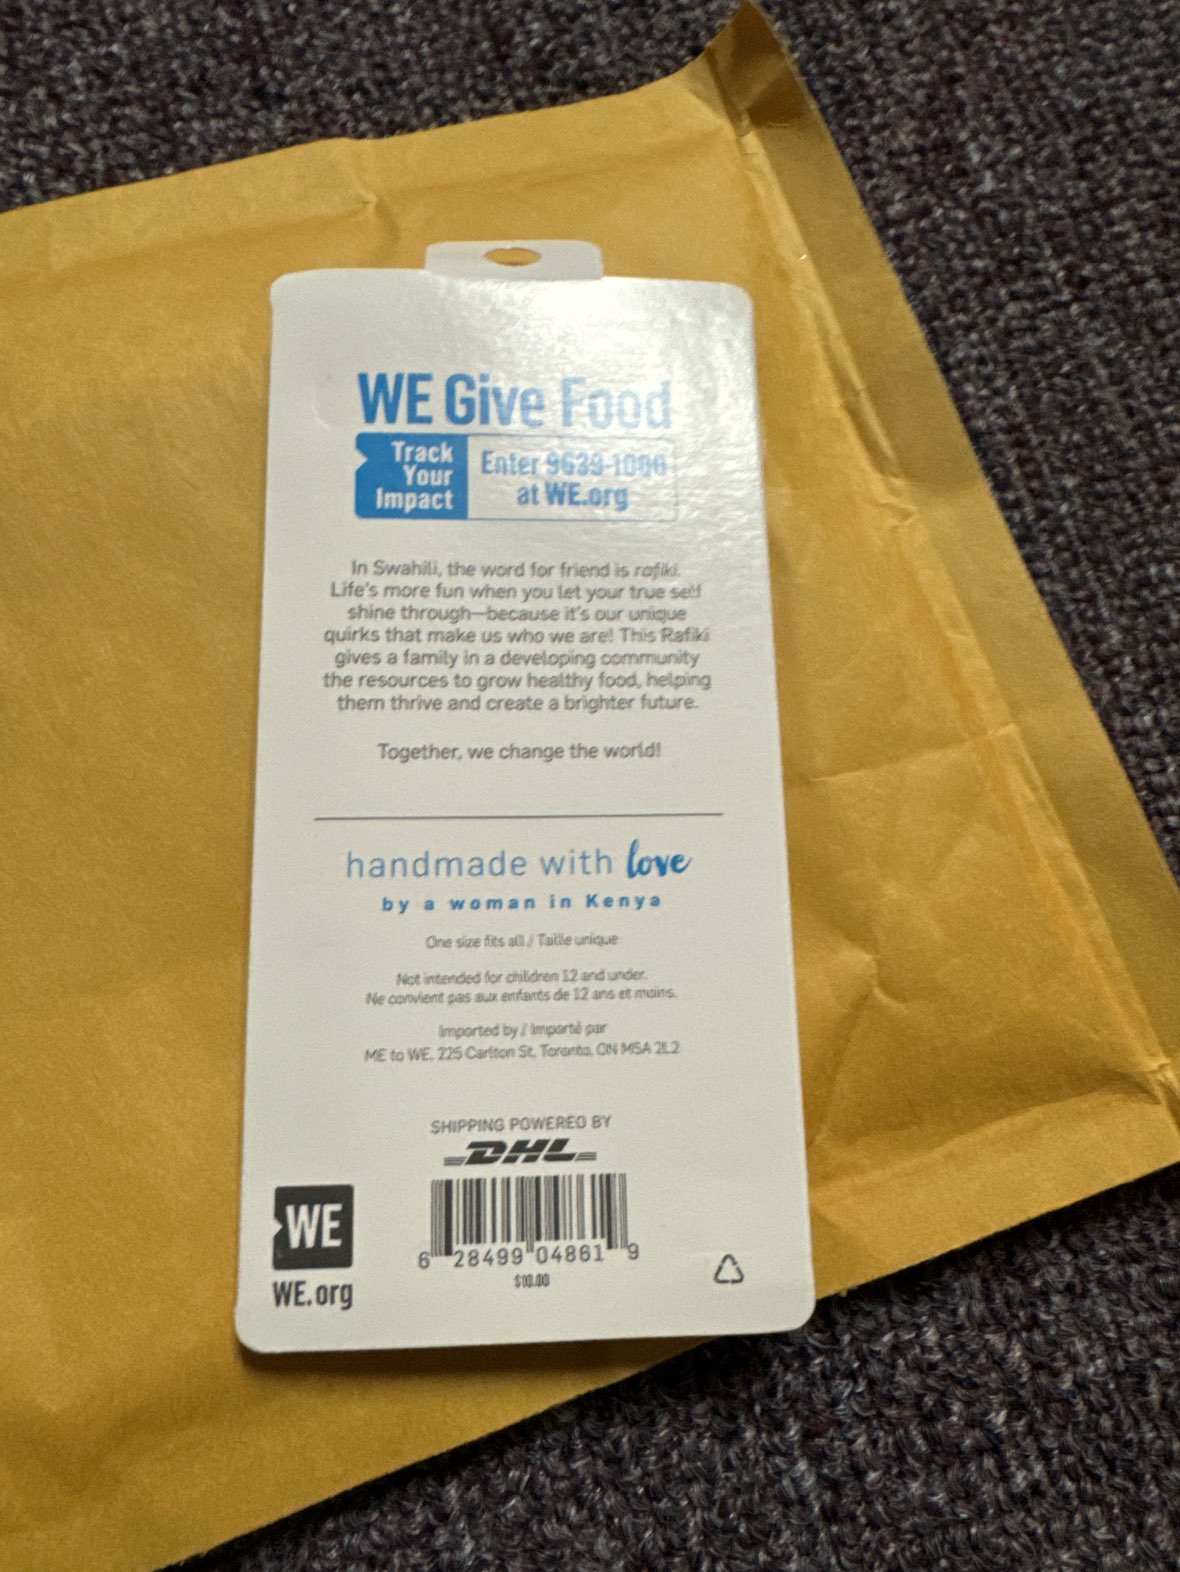 WE Give Food
Track
Your
Impact
Enter 9639-1000
at WE.org
In Swahili, the word for friend is rafiki.
Life's more fun when you let your true self
shine through—because it's our unique
quirks that make us who we are! This Rafiki
gives a family in a developing community
the resources to grow healthy food, helping
them thrive and create a brighter future.
Together, we change the world!
handmade with love
by a woman in Kenya
One size fits all / Taille unique
Not intended for children 12 and under.
Ne convient pas aux enfants de 12 ans et moins.
Imported by / Importé par
ME to WE, 225 Carlton St, Toronto, ON M5A 2L2
SHIPPING POWERED BY
DHL
6 28499 04861 9
$10.00
WE
WE.org